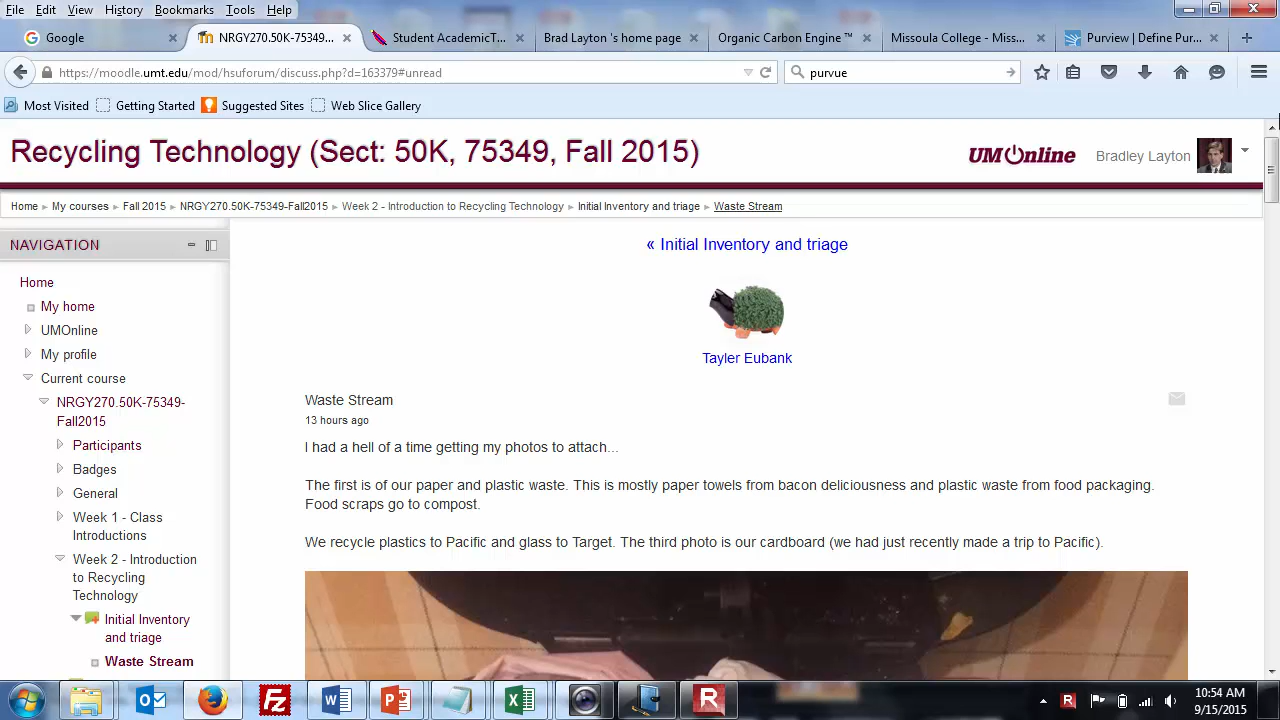 File Edit View History Bookmarks Tools Help
Google
NRGY270.50K-75349...
Student AcademicT...
Brad Layton 's home page
Organic Carbon Engine ™
Missoula College - Miss...
Purview | Define Pur...
https://moodle.umt.edu/mod/hsuforum/discuss.php?d=163379#unread
purvue
Most Visited Getting Started Suggested Sites Web Slice Gallery
Recycling Technology (Sect: 50K, 75349, Fall 2015)
UMOnline
Bradley Layton
Home ► My courses ► Fall 2015 ► NRGY270.50K-75349-Fall2015 ► Week 2 - Introduction to Recycling Technology ► Initial Inventory and triage ► Waste Stream
NAVIGATION
Home
My home
UMOnline
My profile
Current course
NRGY270.50K-75349-
Fall2015
Participants
Badges
General
Week 1 - Class
Introductions
Week 2 - Introduction
to Recycling
Technology
Initial Inventory
and triage
Waste Stream
« Initial Inventory and triage
Tayler Eubank
Waste Stream
13 hours ago
I had a hell of a time getting my photos to attach...
The first is of our paper and plastic waste. This is mostly paper towels from bacon deliciousness and plastic waste from food packaging.
Food scraps go to compost.
We recycle plastics to Pacific and glass to Target. The third photo is our cardboard (we had just recently made a trip to Pacific).
10:54 AM
9/15/2015